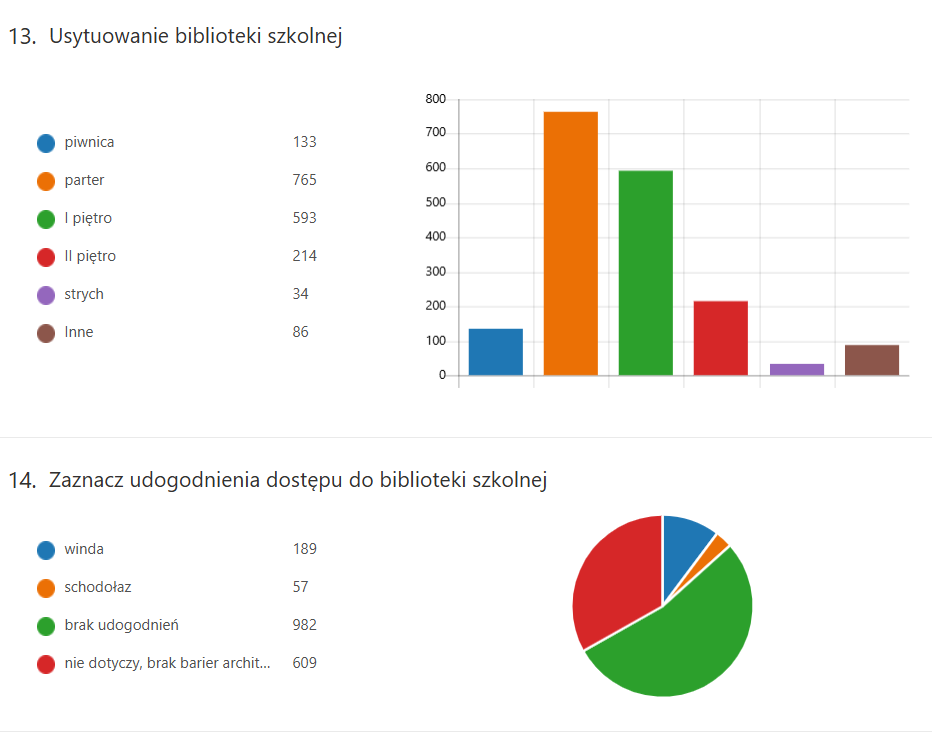 13. Usytuowanie biblioteki szkolnej
piwnica 133
parter 765
I piętro 593
II piętro 214
strych 34
Inne 86
800
700
600
500
400
300
200
100
0
14. Zaznacz udogodnienia dostępu do biblioteki szkolnej
winda 189
schodołaz 57
brak udogodnień 982
nie dotyczy, brak barier archit... 609